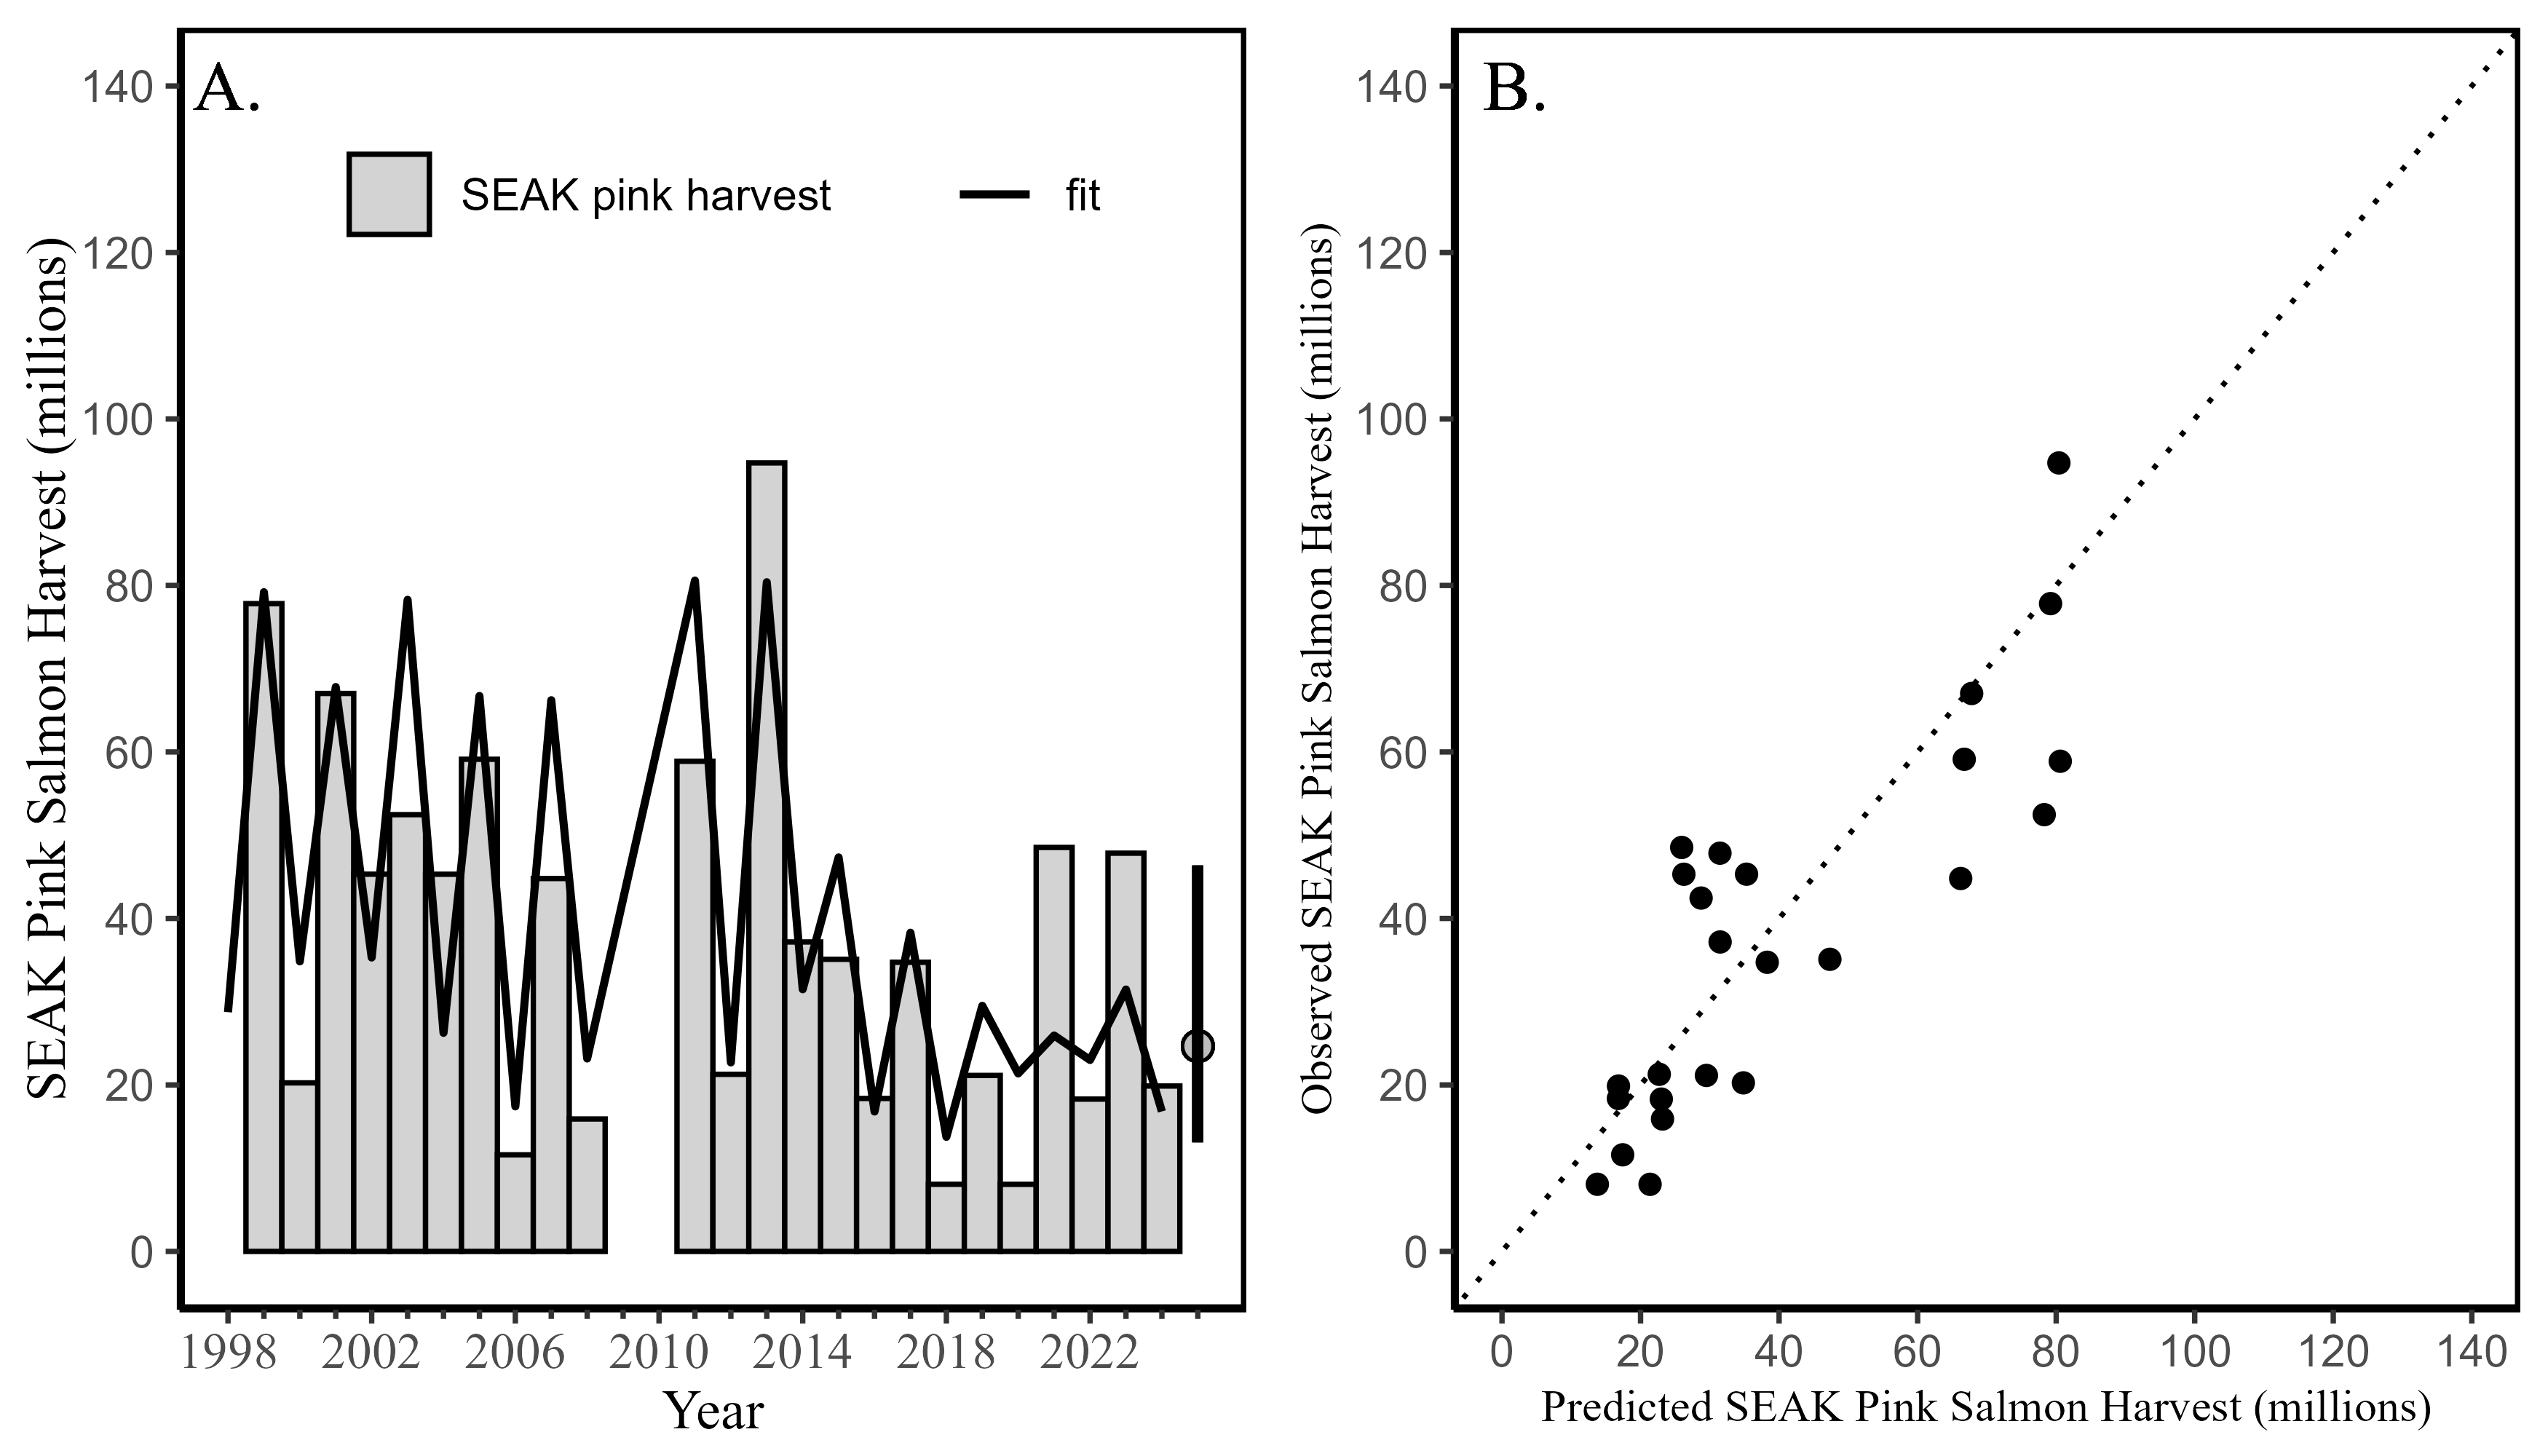 A.
SEAK pink harvest
fit
SEAK Pink Salmon Harvest (millions)
140
120
100
80
60
40
20
0
1998 2002 2006 2010 2014 2018 2022
Year
B.
Observed SEAK Pink Salmon Harvest (millions)
140
120
100
80
60
40
20
0
0 20 40 60 80 100 120 140
Predicted SEAK Pink Salmon Harvest (millions)